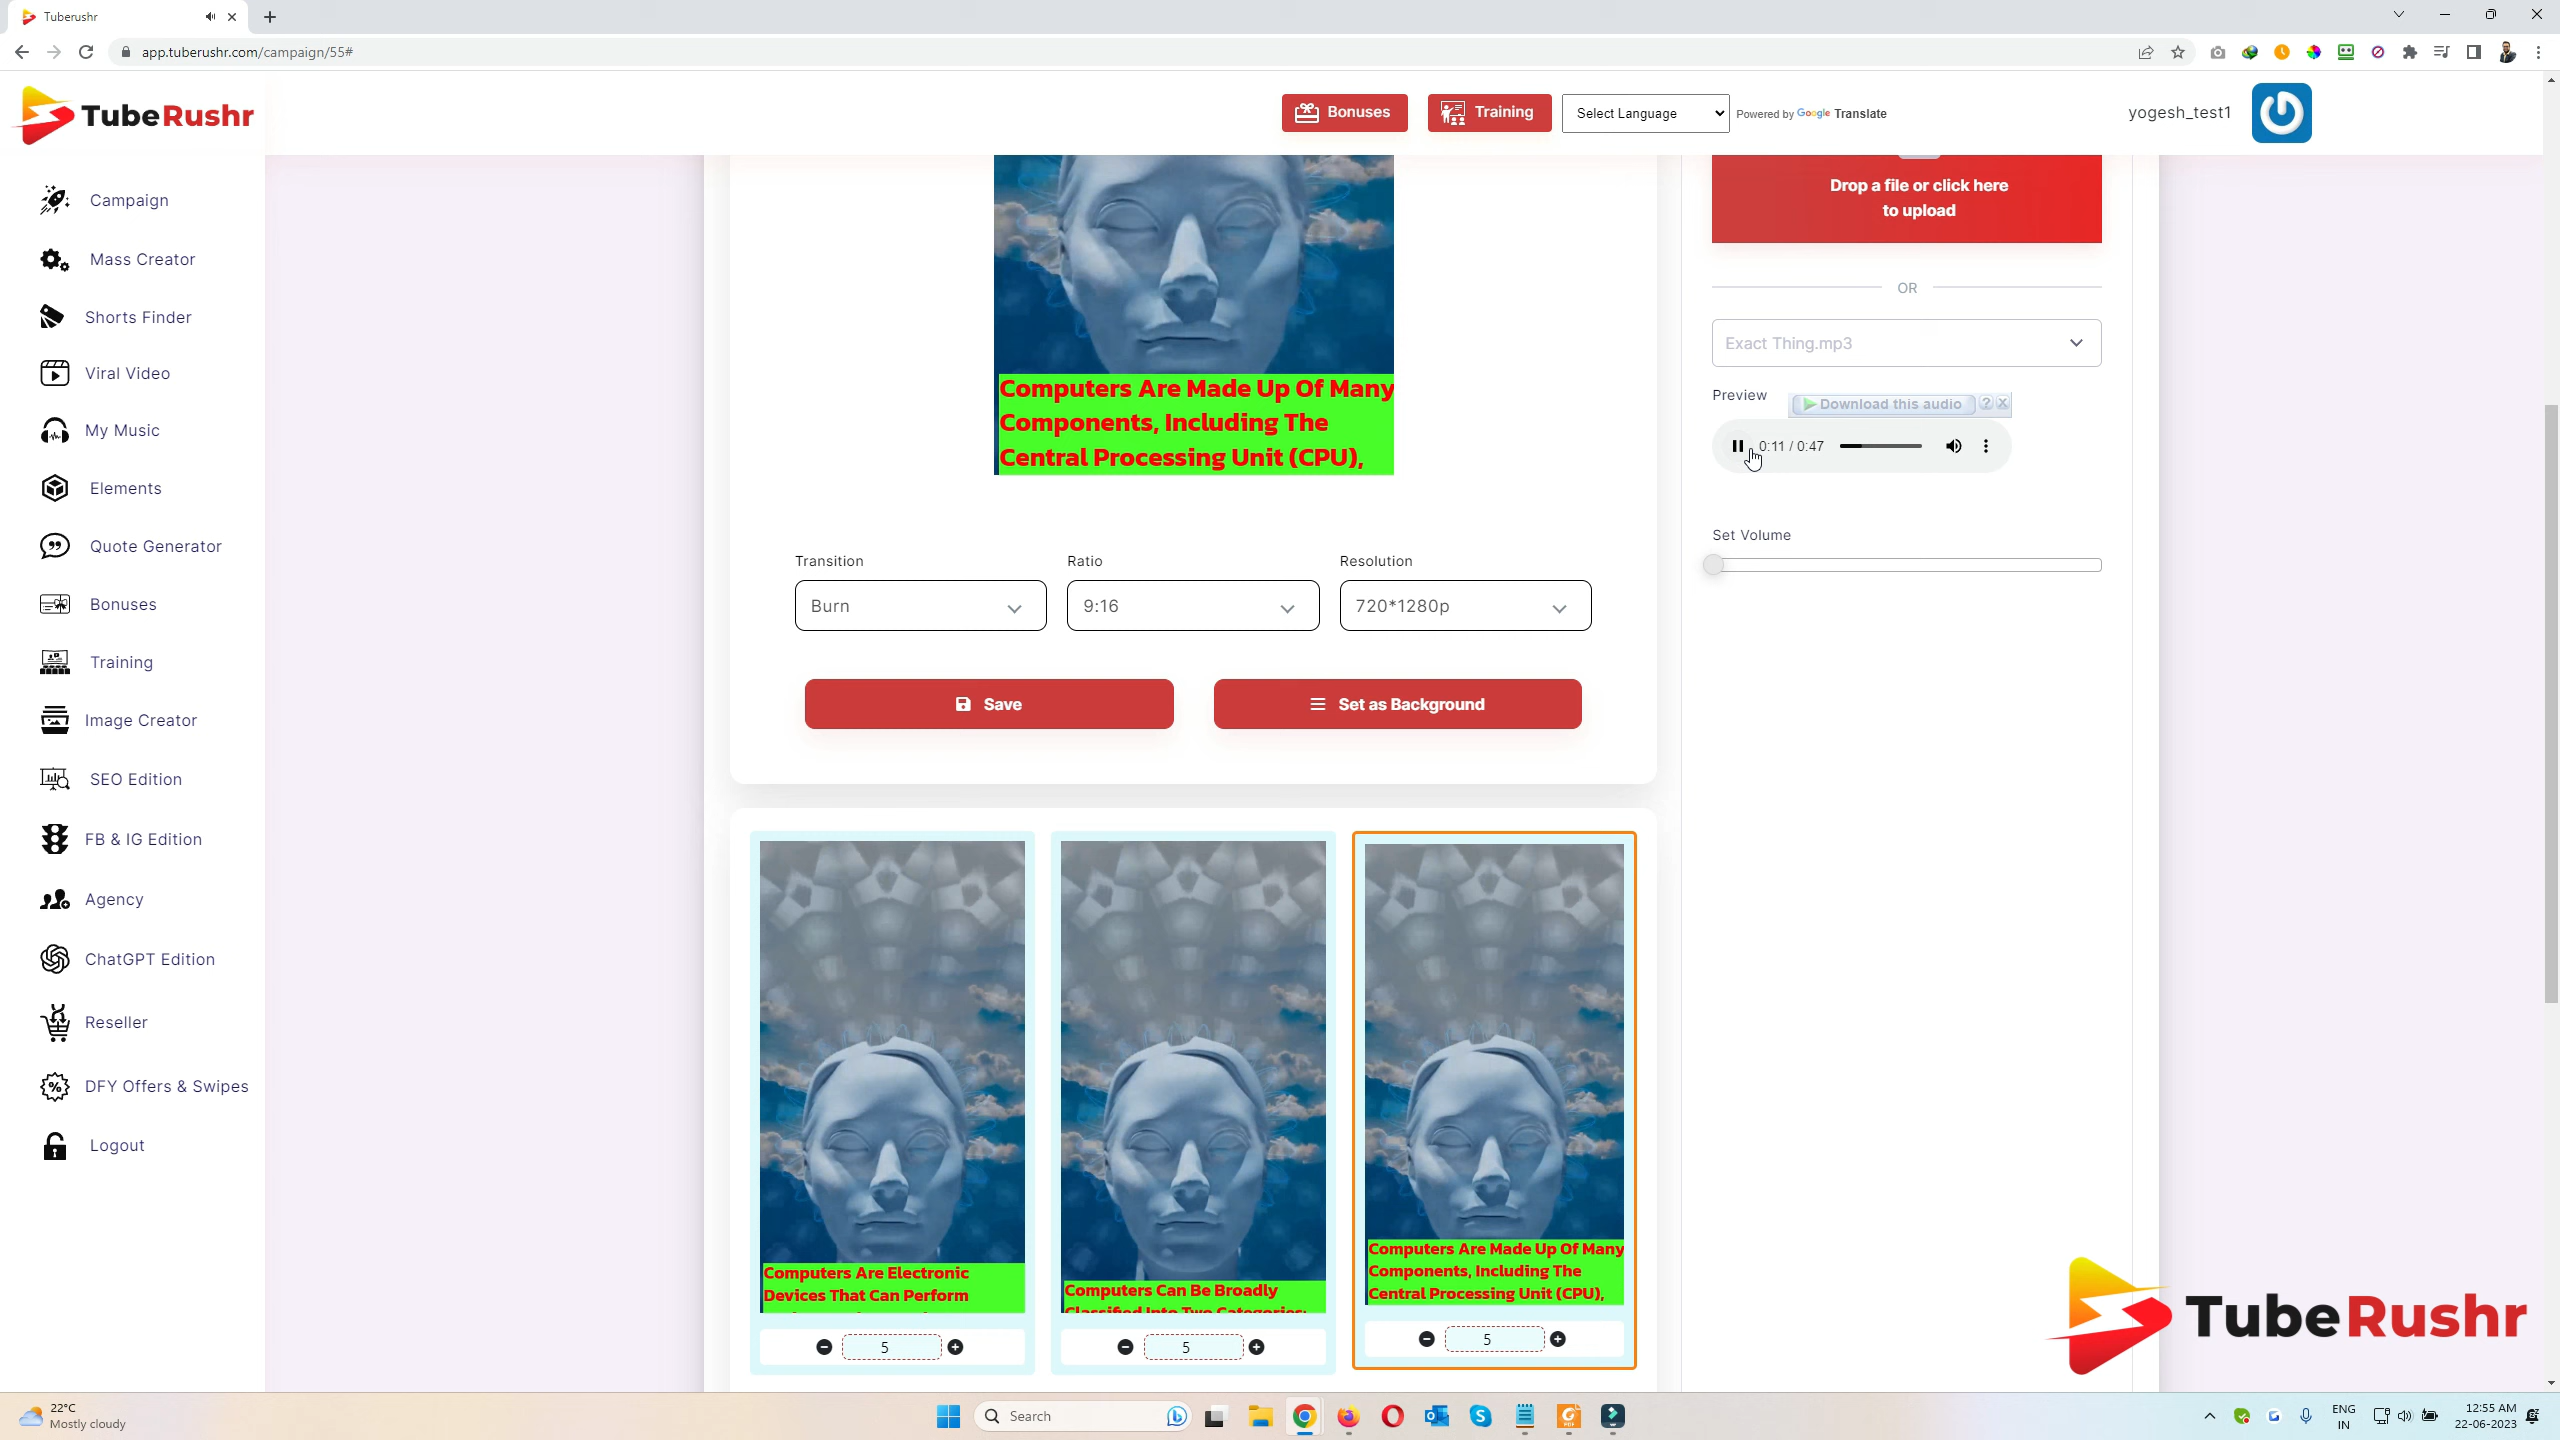 Tuberushr
app.tuberushr.com/campaign/55#
TubeRushr
Bonuses
Training
Select Language
Powered by Google Translate
yogesh_test1
Campaign
Mass Creator
Shorts Finder
Viral Video
My Music
Elements
Quote Generator
Bonuses
Training
Image Creator
SEO Edition
FB & IG Edition
Agency
ChatGPT Edition
Reseller
DFY Offers & Swipes
Logout
Computers Are Made Up Of Many
Components, Including The
Central Processing Unit (CPU),
Transition
Ratio
Resolution
Burn
9:16
720*1280p
Save
Set as Background
Drop a file or click here
to upload
OR
Exact Thing.mp3
Preview
Download this audio
0:11 / 0:47
Set Volume
Computers Are Electronic
Devices That Can Perform
5
Computers Can Be Broadly
Classified Into Two Categories:
5
Computers Are Made Up Of Many
Components, Including The
Central Processing Unit (CPU),
5
TubeRushr
22°C
Mostly cloudy
Search
ENG
IN
12:55 AM
22-06-2023